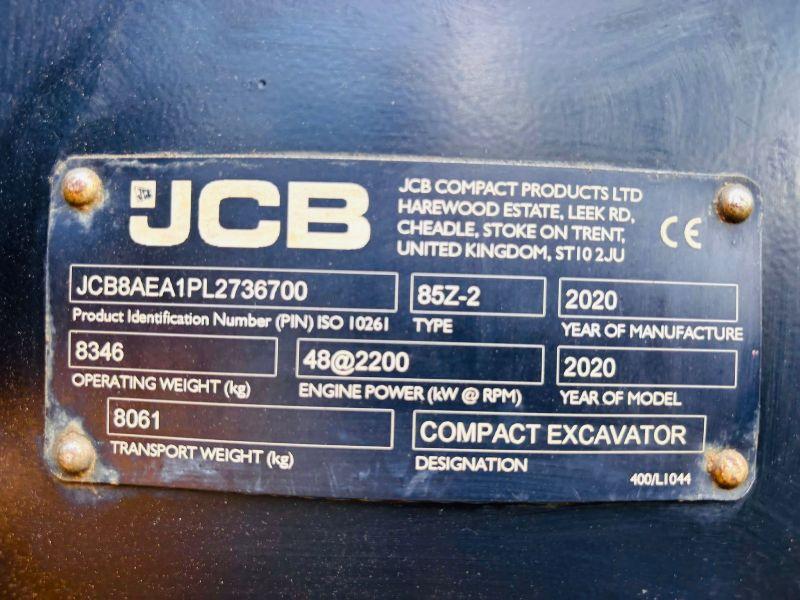 JCB
JCB COMPACT PRODUCTS LTD
HAREWOOD ESTATE, LEEK RD,
CHEADLE, STOKE ON TRENT,
UNITED KINGDOM, ST10 2JU
CE
JCB8AEA1PL2736700
Product Identification Number (PIN) ISO 10261
85Z-2
TYPE
2020
YEAR OF MANUFACTURE
8346
OPERATING WEIGHT (kg)
48@2200
ENGINE POWER (kW @ RPM)
2020
YEAR OF MODEL
8061
TRANSPORT WEIGHT (kg)
COMPACT EXCAVATOR
DESIGNATION
400/L1044